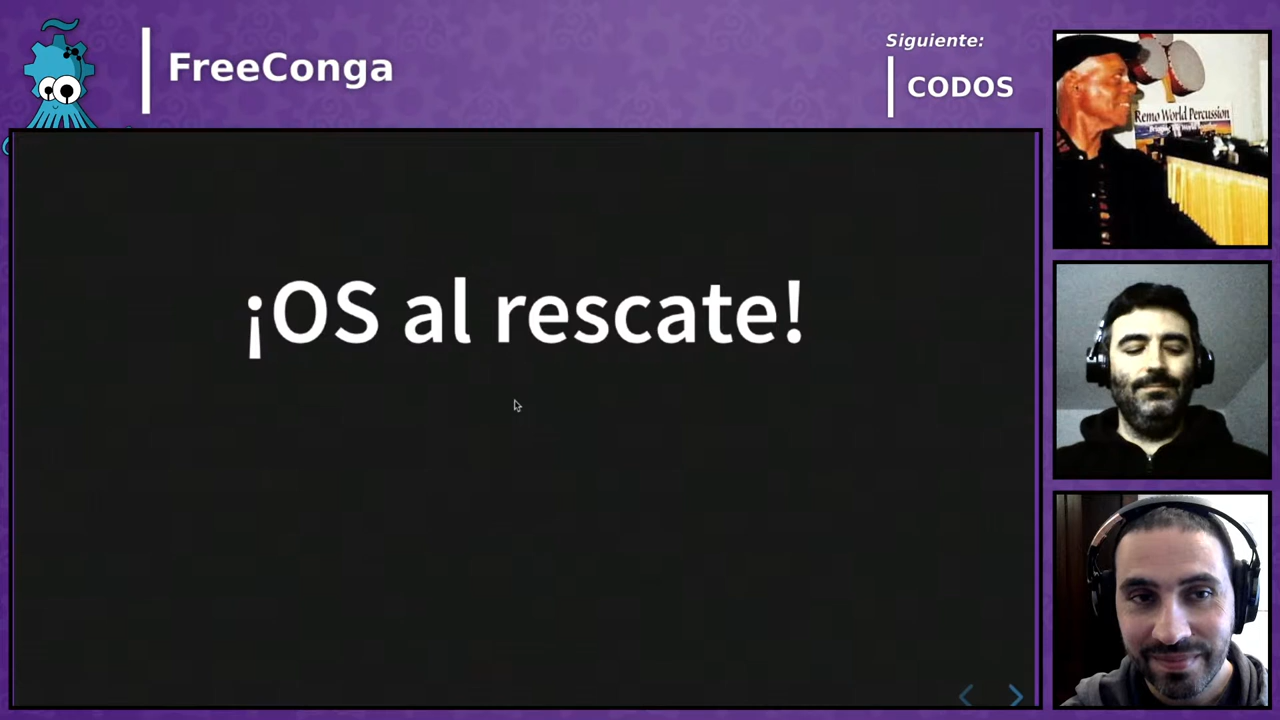 FreeConga
Siguiente:
CODOS
Remo World Percussion
¡OS al rescate!